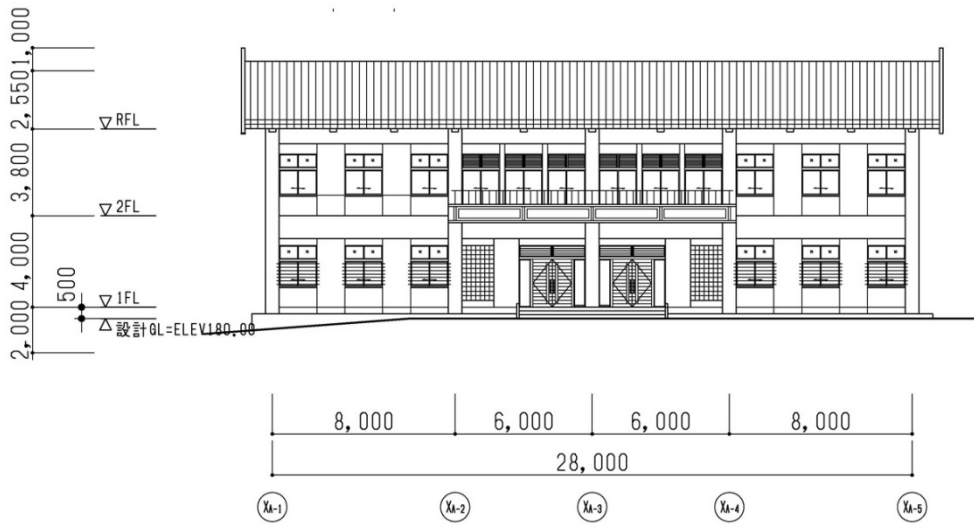 1,000
2,550
▽ RFL
3,800
▽ 2FL
4,000
500
▽ 1FL
△ 設計GL=ELEV180.00
2,000
8,000 6,000 6,000 8,000
28,000
XA-1 XA-2 XA-3 XA-4 XA-5